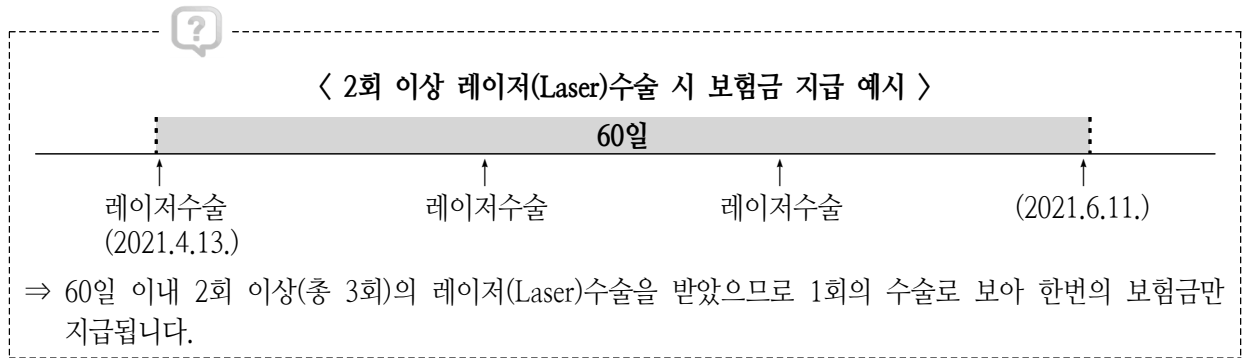 ?
〈 2회 이상 레이저(Laser)수술 시 보험금 지급 예시 〉
60일
레이저수술 레이저수술 레이저수술 (2021.6.11.)
(2021.4.13.)
⇒ 60일 이내 2회 이상(총 3회)의 레이저(Laser)수술을 받았으므로 1회의 수술로 보아 한번의 보험금만
지급됩니다.